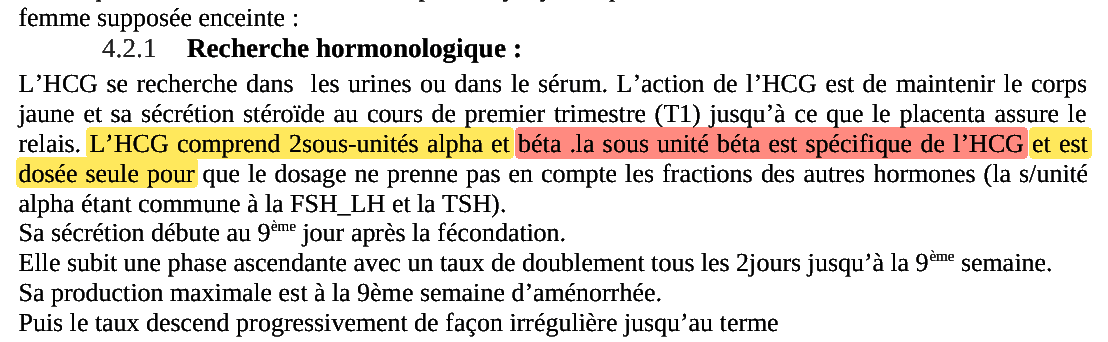 femme supposée enceinte :
4.2.1 Recherche hormonologique :
L’HCG se recherche dans les urines ou dans le sérum. L’action de l’HCG est de maintenir le corps
jaune et sa sécrétion stéroïde au cours de premier trimestre (T1) jusqu’à ce que le placenta assure le
relais. L’HCG comprend 2sous-unités alpha et béta .la sous unité béta est spécifique de l’HCG et est
dosée seule pour que le dosage ne prenne pas en compte les fractions des autres hormones (la s/unité
alpha étant commune à la FSH_LH et la TSH).
Sa sécrétion débute au 9ème jour après la fécondation.
Elle subit une phase ascendante avec un taux de doublement tous les 2jours jusqu’à la 9ème semaine.
Sa production maximale est à la 9ème semaine d’aménorrhée.
Puis le taux descend progressivement de façon irrégulière jusqu’au terme